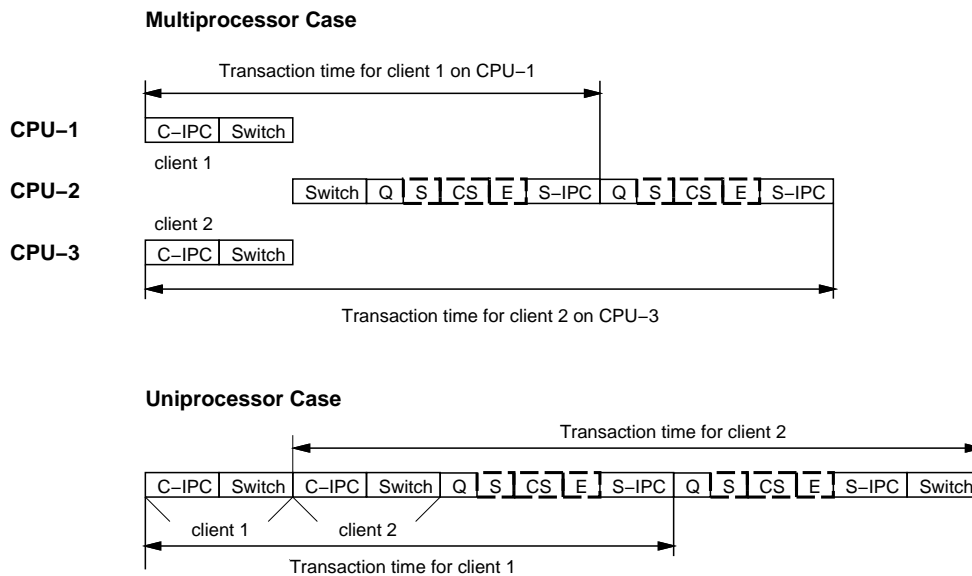 Multiprocessor Case
Transaction time for client 1 on CPU−1
CPU−1 C−IPC Switch
client 1
CPU−2 Switch Q S CS E S−IPC Q S CS E S−IPC
client 2
CPU−3 C−IPC Switch
Transaction time for client 2 on CPU−3
Uniprocessor Case
Transaction time for client 2
C−IPC Switch C−IPC Switch Q S CS E S−IPC Q S CS E S−IPC Switch
client 1 client 2
Transaction time for client 1